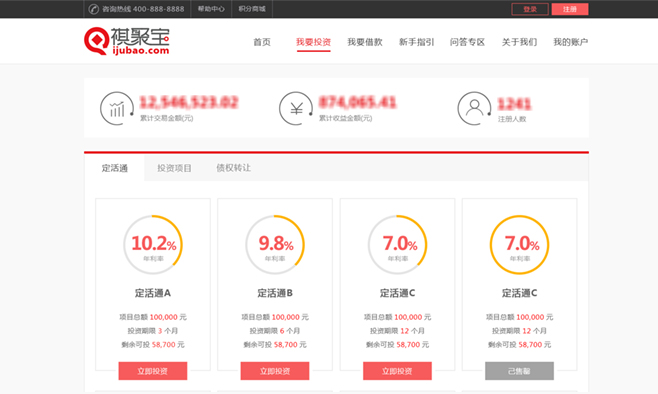 咨询热线 400-888-8888 帮助中心 积分商城 登录 注册
祺聚宝
ijubao.com
首页 我要投资 我要借款 新手指引 问答专区 关于我们 我的账户
12,546,523.02 874,065.41 1241
累计交易金额(元) 累计收益金额(元) 注册人数
定活通 投资项目 债权转让
10.2% 9.8% 7.0% 7.0%
年利率 年利率 年利率 年利率
定活通A 定活通B 定活通C 定活通C
项目总额 100,000 元 项目总额 100,000 元 项目总额 100,000 元 项目总额 100,000 元
投资期限 3 个月 投资期限 6 个月 投资期限 12 个月 投资期限 12 个月
剩余可投 58,700 元 剩余可投 58,700 元 剩余可投 58,700 元 剩余可投 58,700 元
立即投资 立即投资 立即投资 已售罄